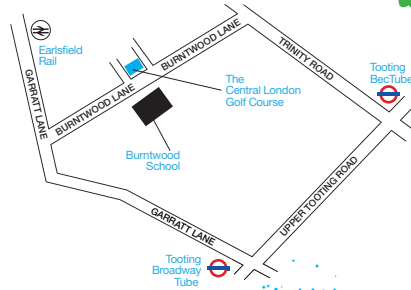 Earlsfield
Rail
GARRATT LANE
BURNTWOOD LANE
BURNTWOOD LANE
TRINITY ROAD
Tooting
BecTube
The
Central London
Golf Course
Burntwood
School
UPPER TOOTING ROAD
GARRATT LANE
Tooting
Broadway
Tube